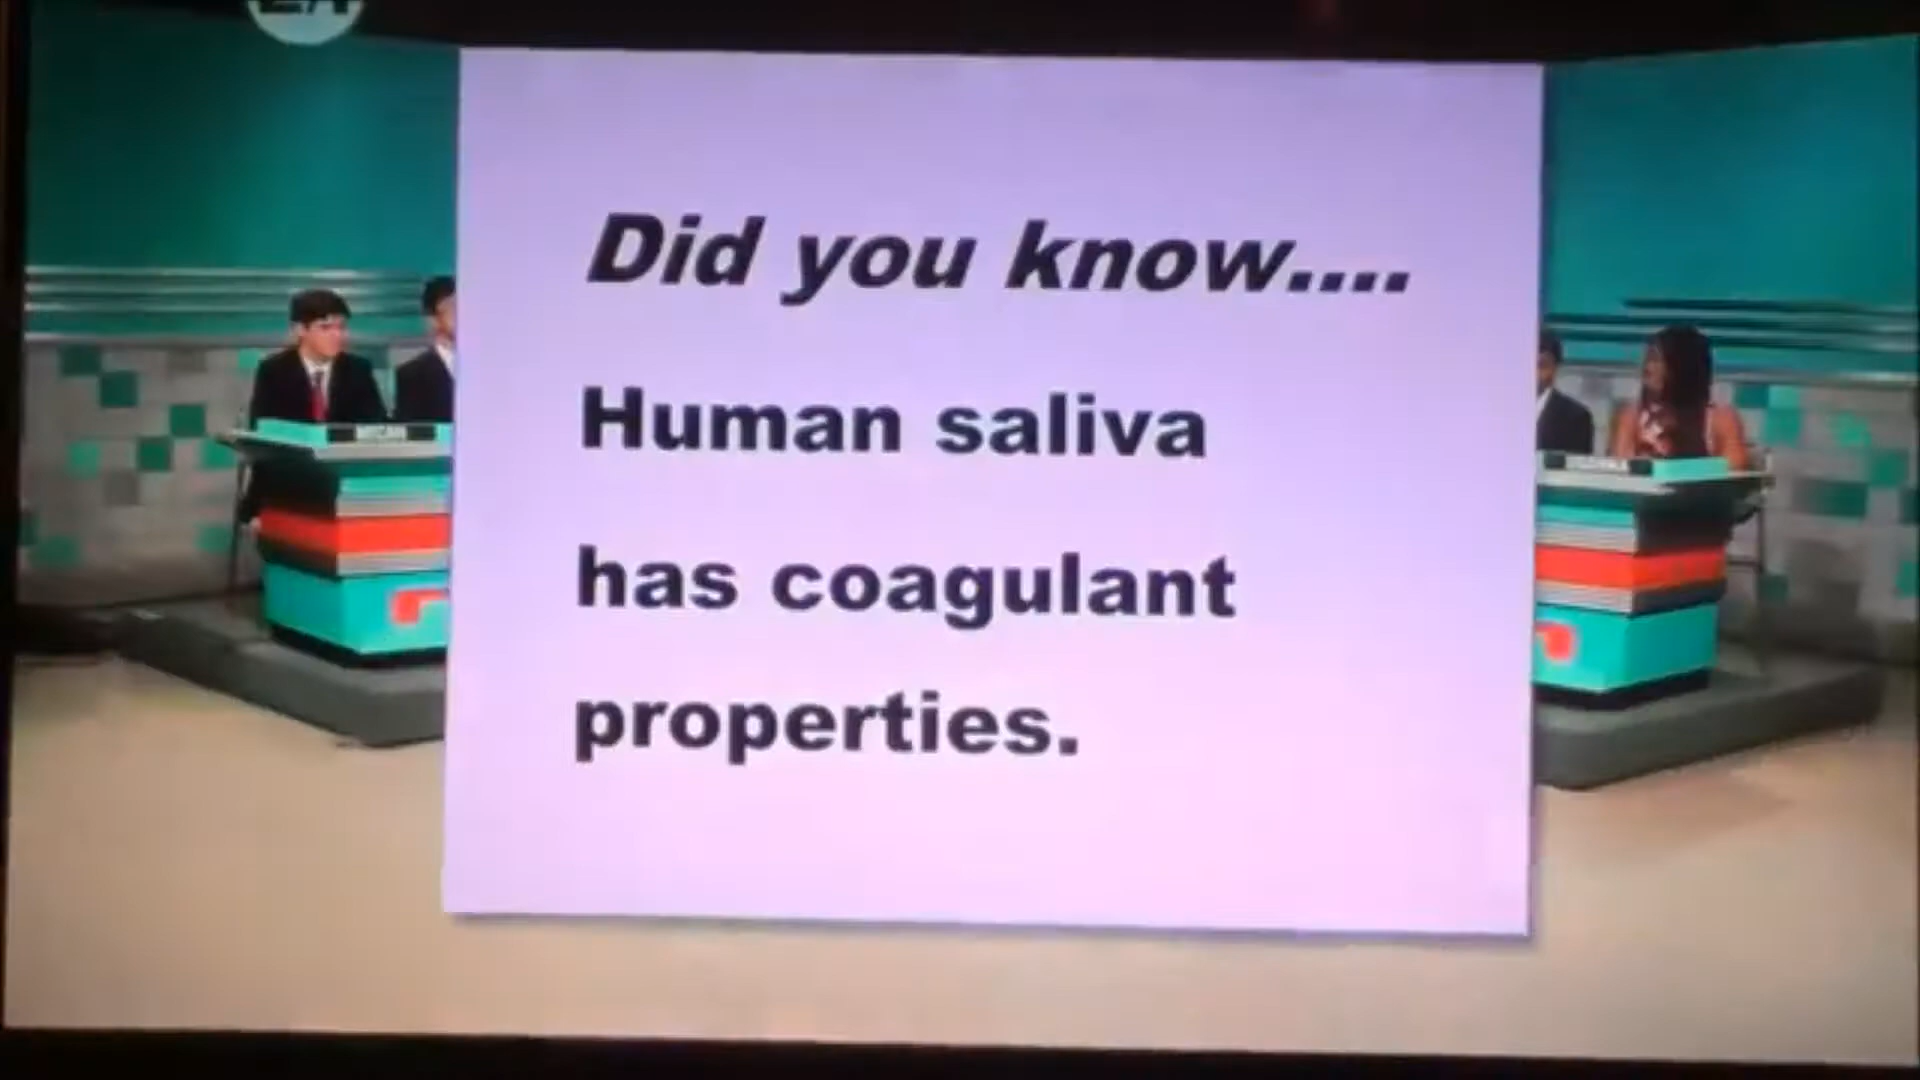 Did you know....
Human saliva
has coagulant
properties.